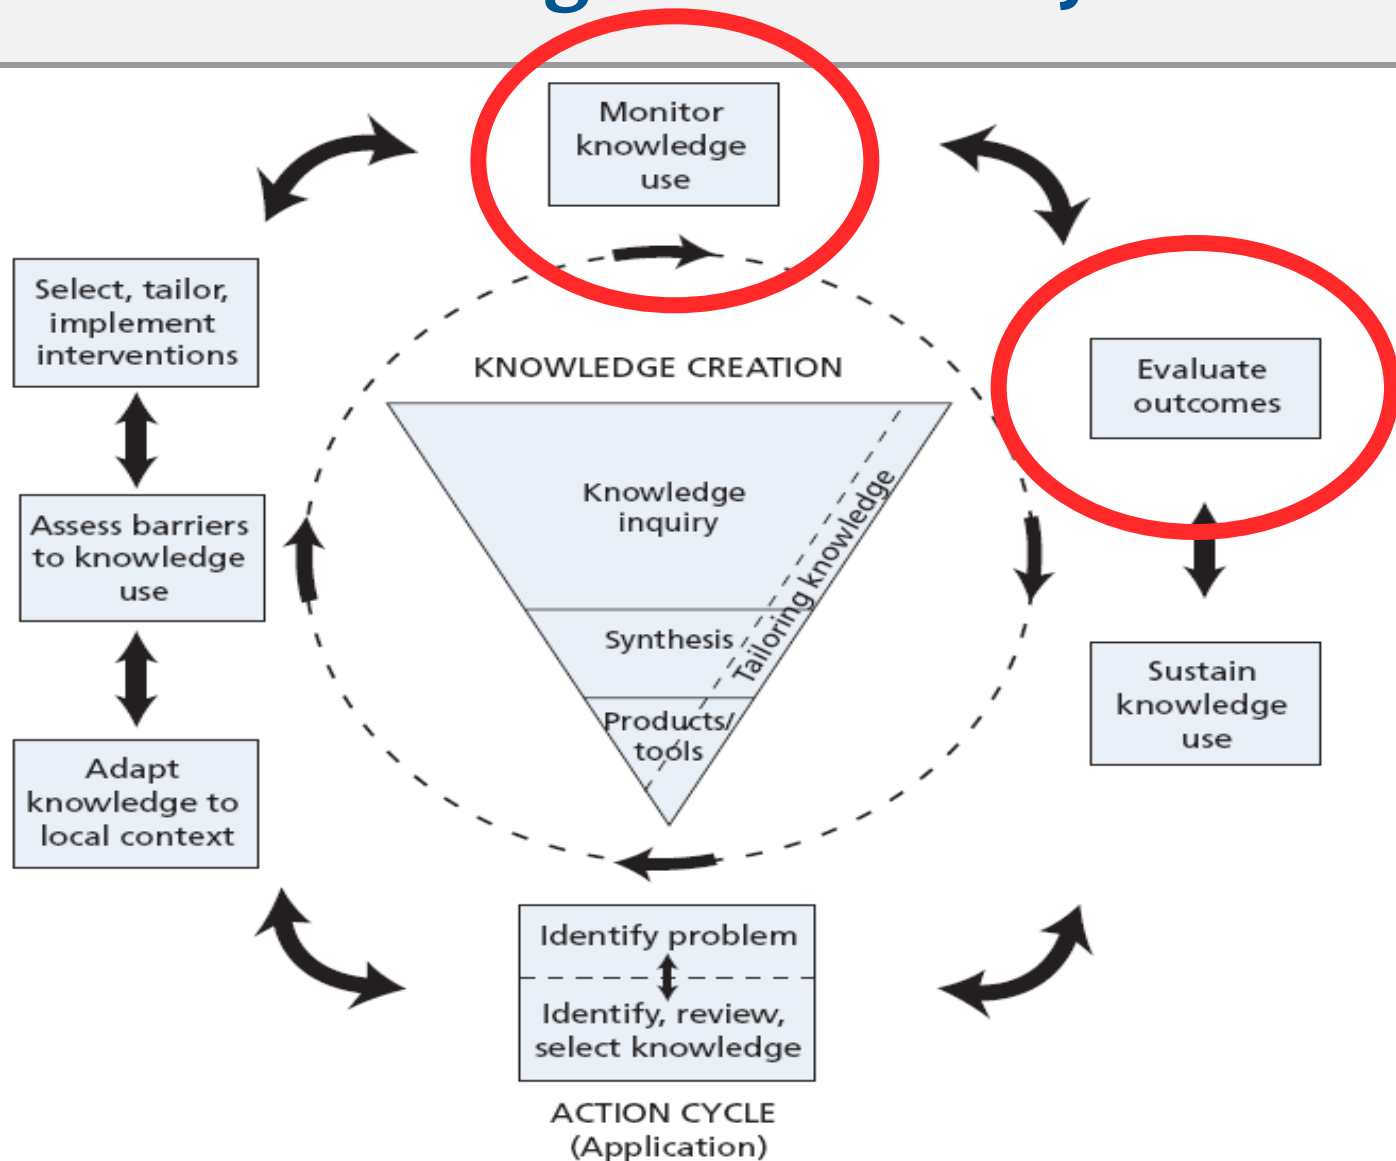 Monitor
knowledge
use
Select, tailor,
implement
interventions
KNOWLEDGE CREATION
Evaluate
outcomes
Knowledge
inquiry
Tailoring knowledge
Assess barriers
to knowledge
use
Synthesis
Sustain
knowledge
use
Products/
tools
Adapt
knowledge to
local context
Identify problem
Identify, review,
select knowledge
ACTION CYCLE
(Application)